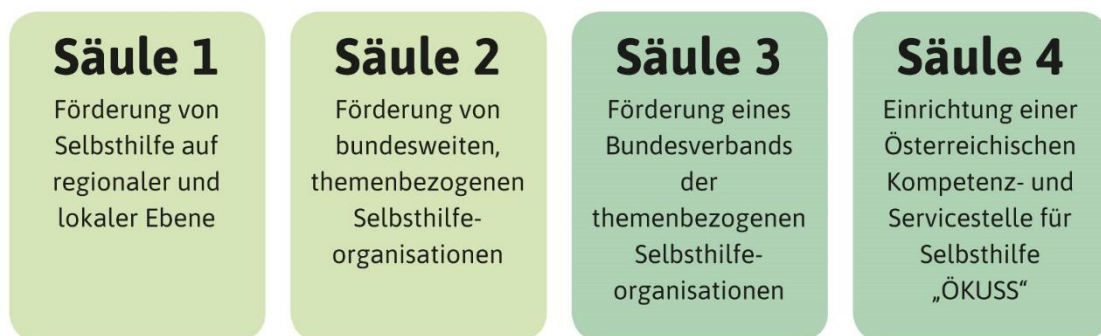 Säule 1
Förderung von
Selbsthilfe auf
regionaler und
lokaler Ebene
Säule 2
Förderung von
bundesweiten,
themenbezogenen
Selbsthilfe-
organisationen
Säule 3
Förderung eines
Bundesverbands
der
themenbezogenen
Selbsthilfe-
organisationen
Säule 4
Einrichtung einer
Österreichischen
Kompetenz- und
Servicestelle für
Selbsthilfe
„ÖKUSS“